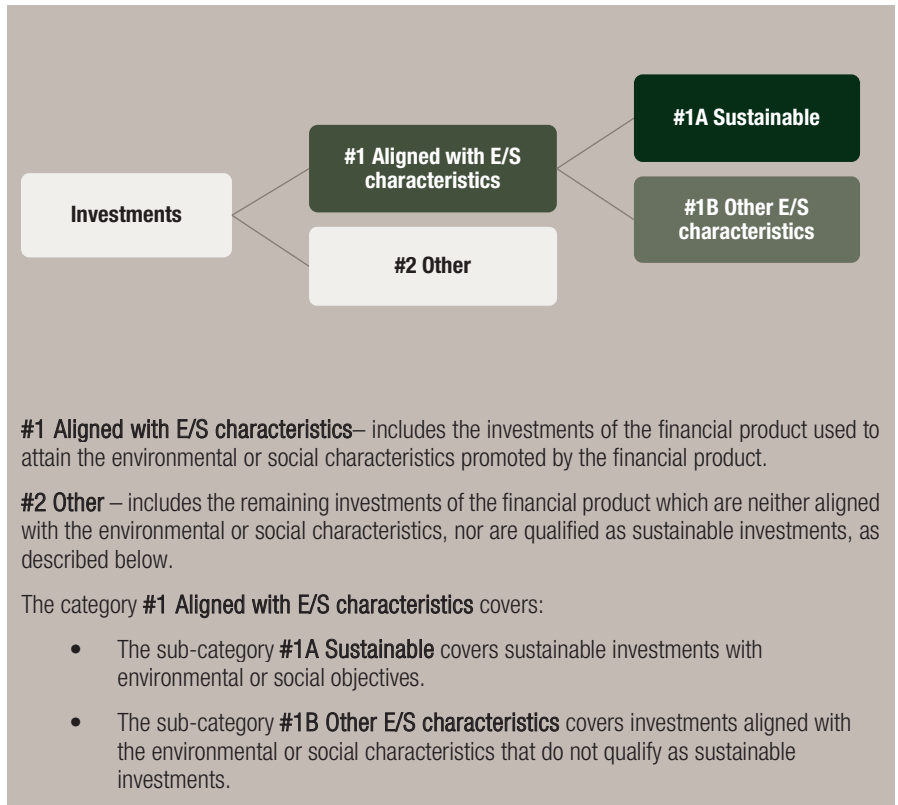 #1A Sustainable
#1 Aligned with E/S
characteristics
Investments
#1B Other E/S
characteristics
#2 Other
#1 Aligned with E/S characteristics– includes the investments of the financial product used to
attain the environmental or social characteristics promoted by the financial product.
#2 Other – includes the remaining investments of the financial product which are neither aligned
with the environmental or social characteristics, nor are qualified as sustainable investments, as
described below.
The category #1 Aligned with E/S characteristics covers:
• The sub-category #1A Sustainable covers sustainable investments with
environmental or social objectives.
• The sub-category #1B Other E/S characteristics covers investments aligned with
the environmental or social characteristics that do not qualify as sustainable
investments.